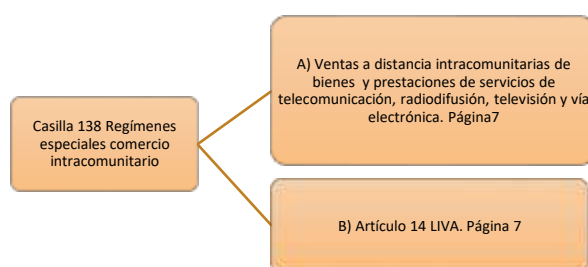 A) Ventas a distancia intracomunitarias de
bienes  y prestaciones de servicios de
telecomunicación, radiodifusión, televisión y vía
electrónica. Página7
Casilla 138 Regímenes
especiales comercio
intracomunitario
B) Artículo 14 LIVA. Página 7